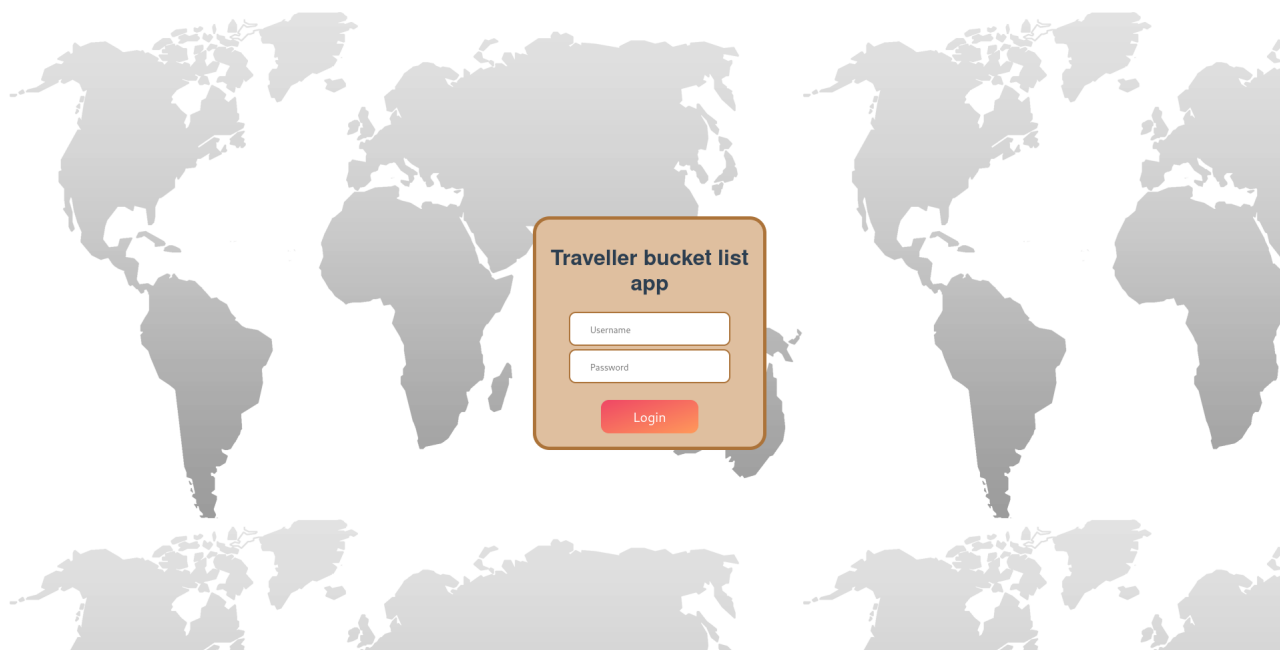 Traveller bucket list
app
Username
Password
Login